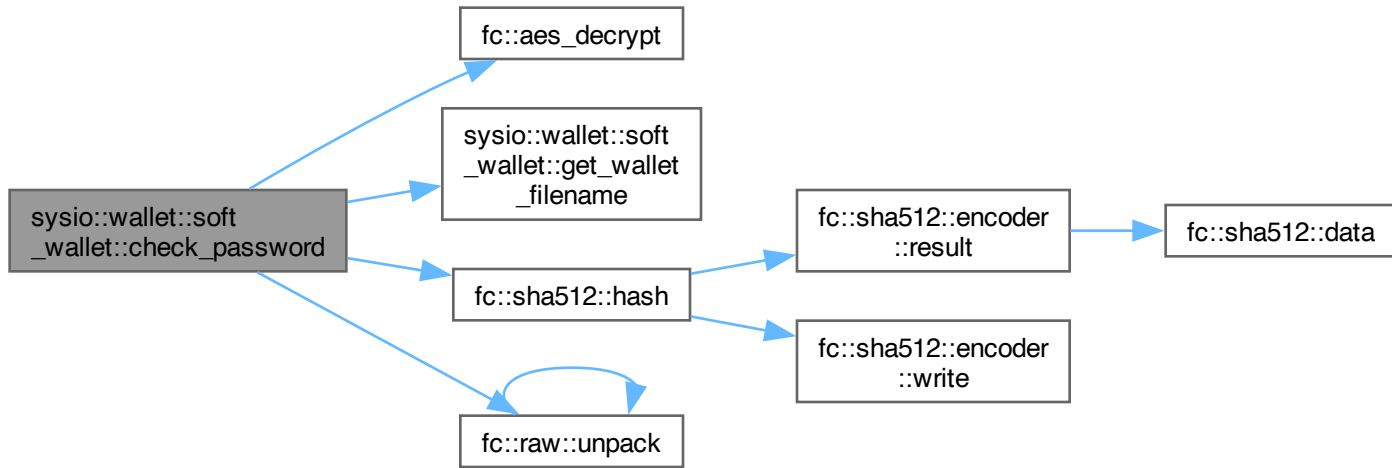 fc::aes_decrypt
sysio::wallet::soft
_wallet::get_wallet
_filename
sysio::wallet::soft
_wallet::check_password
fc::sha512::encoder
::result
fc::sha512::data
fc::sha512::hash
fc::sha512::encoder
::write
fc::raw::unpack